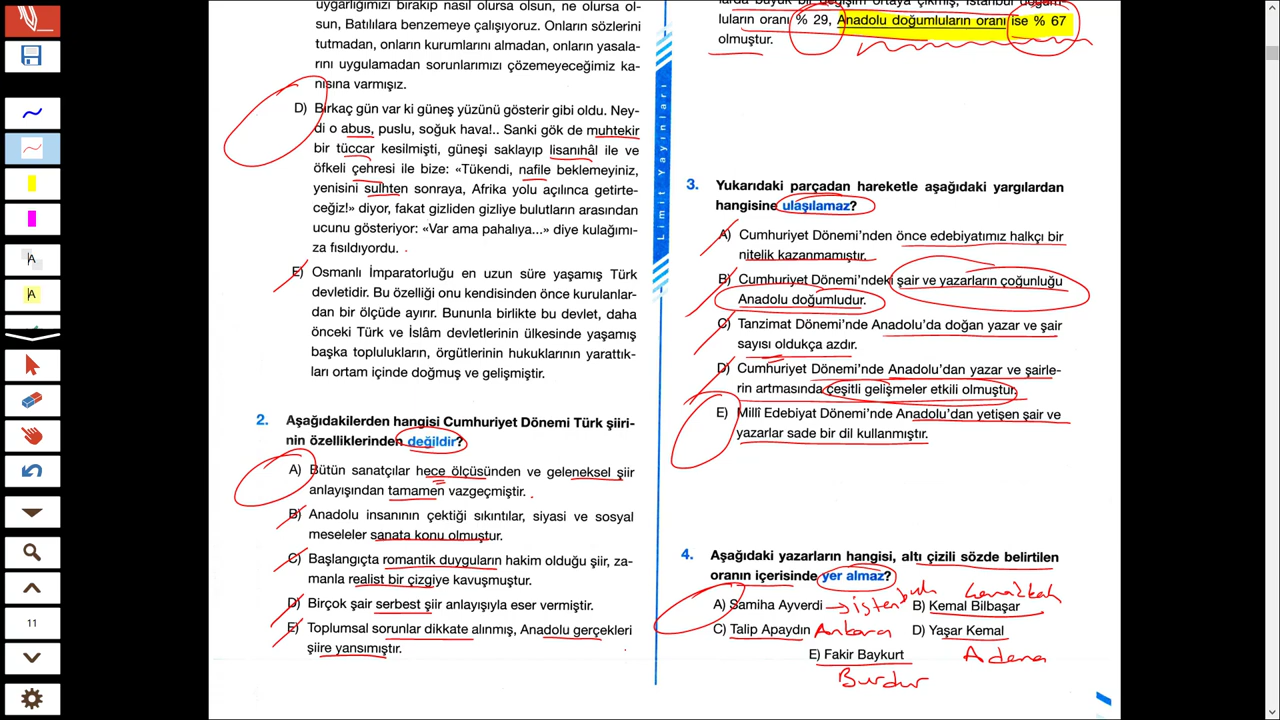 uygarlığımızı bırakıp nasıl olursa olsun, ne olursa ol-
sun, Batılılara benzemeye çalışıyoruz. Onların sözlerini
tutmadan, onların kurumlarını almadan, onların yasala-
rını uygulamadan sorunlarımızı çözemeyeceğimiz ka-
nısına varmışız.
D) Birkaç gün var ki güneş yüzünü gösterir gibi oldu. Ney-
di o abus, puslu, soğuk hava!.. Sanki gök de muhtekir
bir tüccar kesilmişti, güneşi saklayıp lisanıhâl ile ve
öfkeli çehresi ile bize: «Tükendi, nafile beklemeyiniz,
yenisini sulhten sonraya, Afrika yolu açılınca getirte-
ceğiz!» diyor, fakat gizliden gizliye bulutların arasından
ucunu gösteriyor: «Var ama pahalıya...» diye kulağımı-
za fısıldıyordu.
E) Osmanlı İmparatorluğu en uzun süre yaşamış Türk
devletidir. Bu özelliği onu kendisinden önce kurulanlar-
dan bir ölçüde ayırır. Bununla birlikte bu devlet, daha
önceki Türk ve İslâm devletlerinin ülkesinde yaşamış
başka toplulukların, örgütlerinin hukuklarının yarattık-
ları ortam içinde doğmuş ve gelişmiştir.
2. Aşağıdakilerden hangisi Cumhuriyet Dönemi Türk şiiri-
nin özelliklerinden değildir?
A) Bütün sanatçılar hece ölçüsünden ve geleneksel şiir
anlayışından tamamen vazgeçmiştir.
B) Anadolu insanının çektiği sıkıntılar, siyasi ve sosyal
meseleler sanata konu olmuştur.
C) Başlangıçta romantik duyguların hakim olduğu şiir, za-
manla realist bir çizgiye kavuşmuştur.
D) Birçok şair serbest şiir anlayışıyla eser vermiştir.
E) Toplumsal sorunlar dikkate alınmış, Anadolu gerçekleri
şiire yansımıştır.
Limit Yayınları
larda büyük bir değişim ortaya çıkmış, İstanbul doğum-
luların oranı % 29, Anadolu doğumluların oranı ise % 67
olmuştur.
3. Yukarıdaki parçadan hareketle aşağıdaki yargılardan
hangisine ulaşılamaz?
A) Cumhuriyet Dönemi'nden önce edebiyatımız halkçı bir
nitelik kazanmamıştır.
B) Cumhuriyet Dönemi'ndeki şair ve yazarların çoğunluğu
Anadolu doğumludur.
C) Tanzimat Dönemi'nde Anadolu'da doğan yazar ve şair
sayısı oldukça azdır.
D) Cumhuriyet Dönemi'nde Anadolu'dan yazar ve şairle-
rin artmasında çeşitli gelişmeler etkili olmuştur.
E) Millî Edebiyat Dönemi'nde Anadolu'dan yetişen şair ve
yazarlar sade bir dil kullanmıştır.
4. Aşağıdaki yazarların hangisi, altı çizili sözde belirtilen
oranın içerisinde yer almaz?
A) Samiha Ayverdi → istanbul B) Kemal Bilbaşar Çanakkale
C) Talip Apaydın Ankara D) Yaşar Kemal
E) Fakir Baykurt Adana
Burdur
11